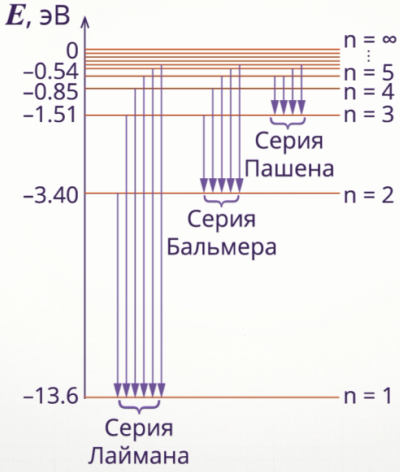 E, эВ
0
−0.54
−0.85
−1.51
−3.40
−13.6
n = ∞
n = 5
n = 4
n = 3
n = 2
n = 1
Серия
Пашена
Серия
Бальмера
Серия
Лаймана